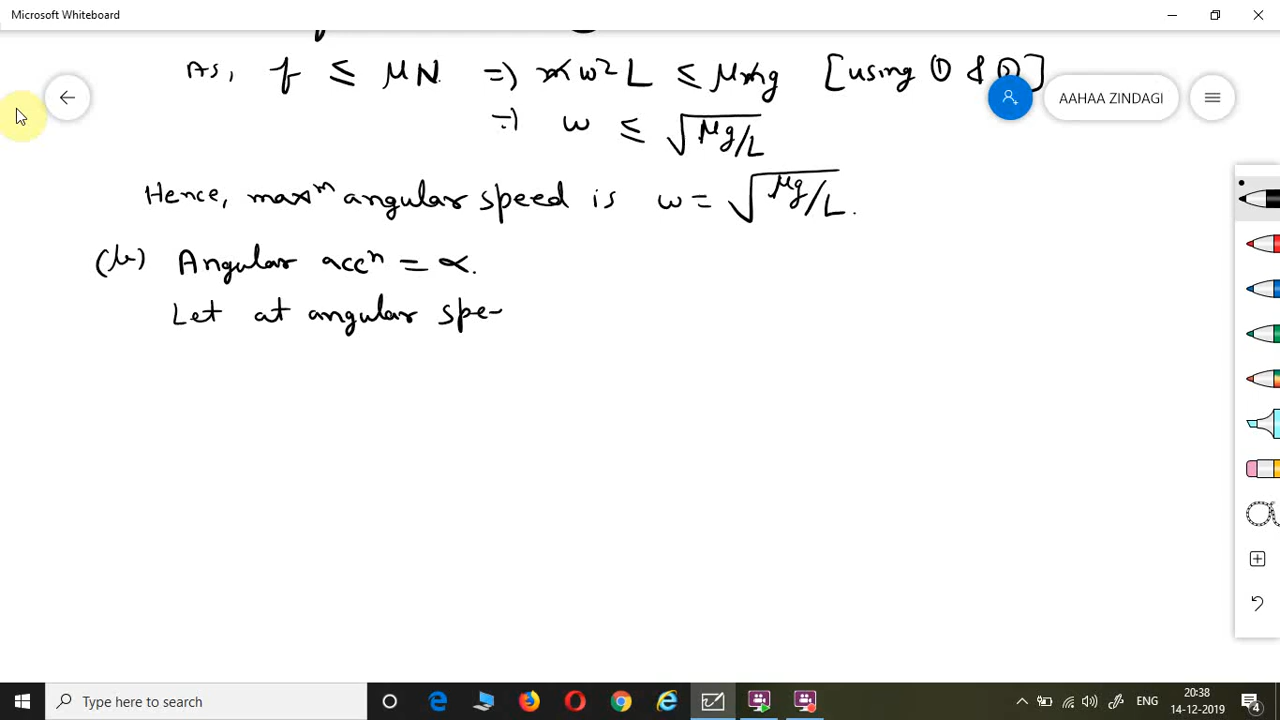 Microsoft Whiteboard
As, f ≤ μN ⇒ mω²L ≤ μmg [using ① & ②]
⇒ ω ≤ √μg/L
AAHAA ZINDAGI
Hence, maxᵐ angular speed is ω = √μg/L.
(b) Angular accⁿ = α.
Let at angular spe
Type here to search
ENG
20:38
14-12-2019
4